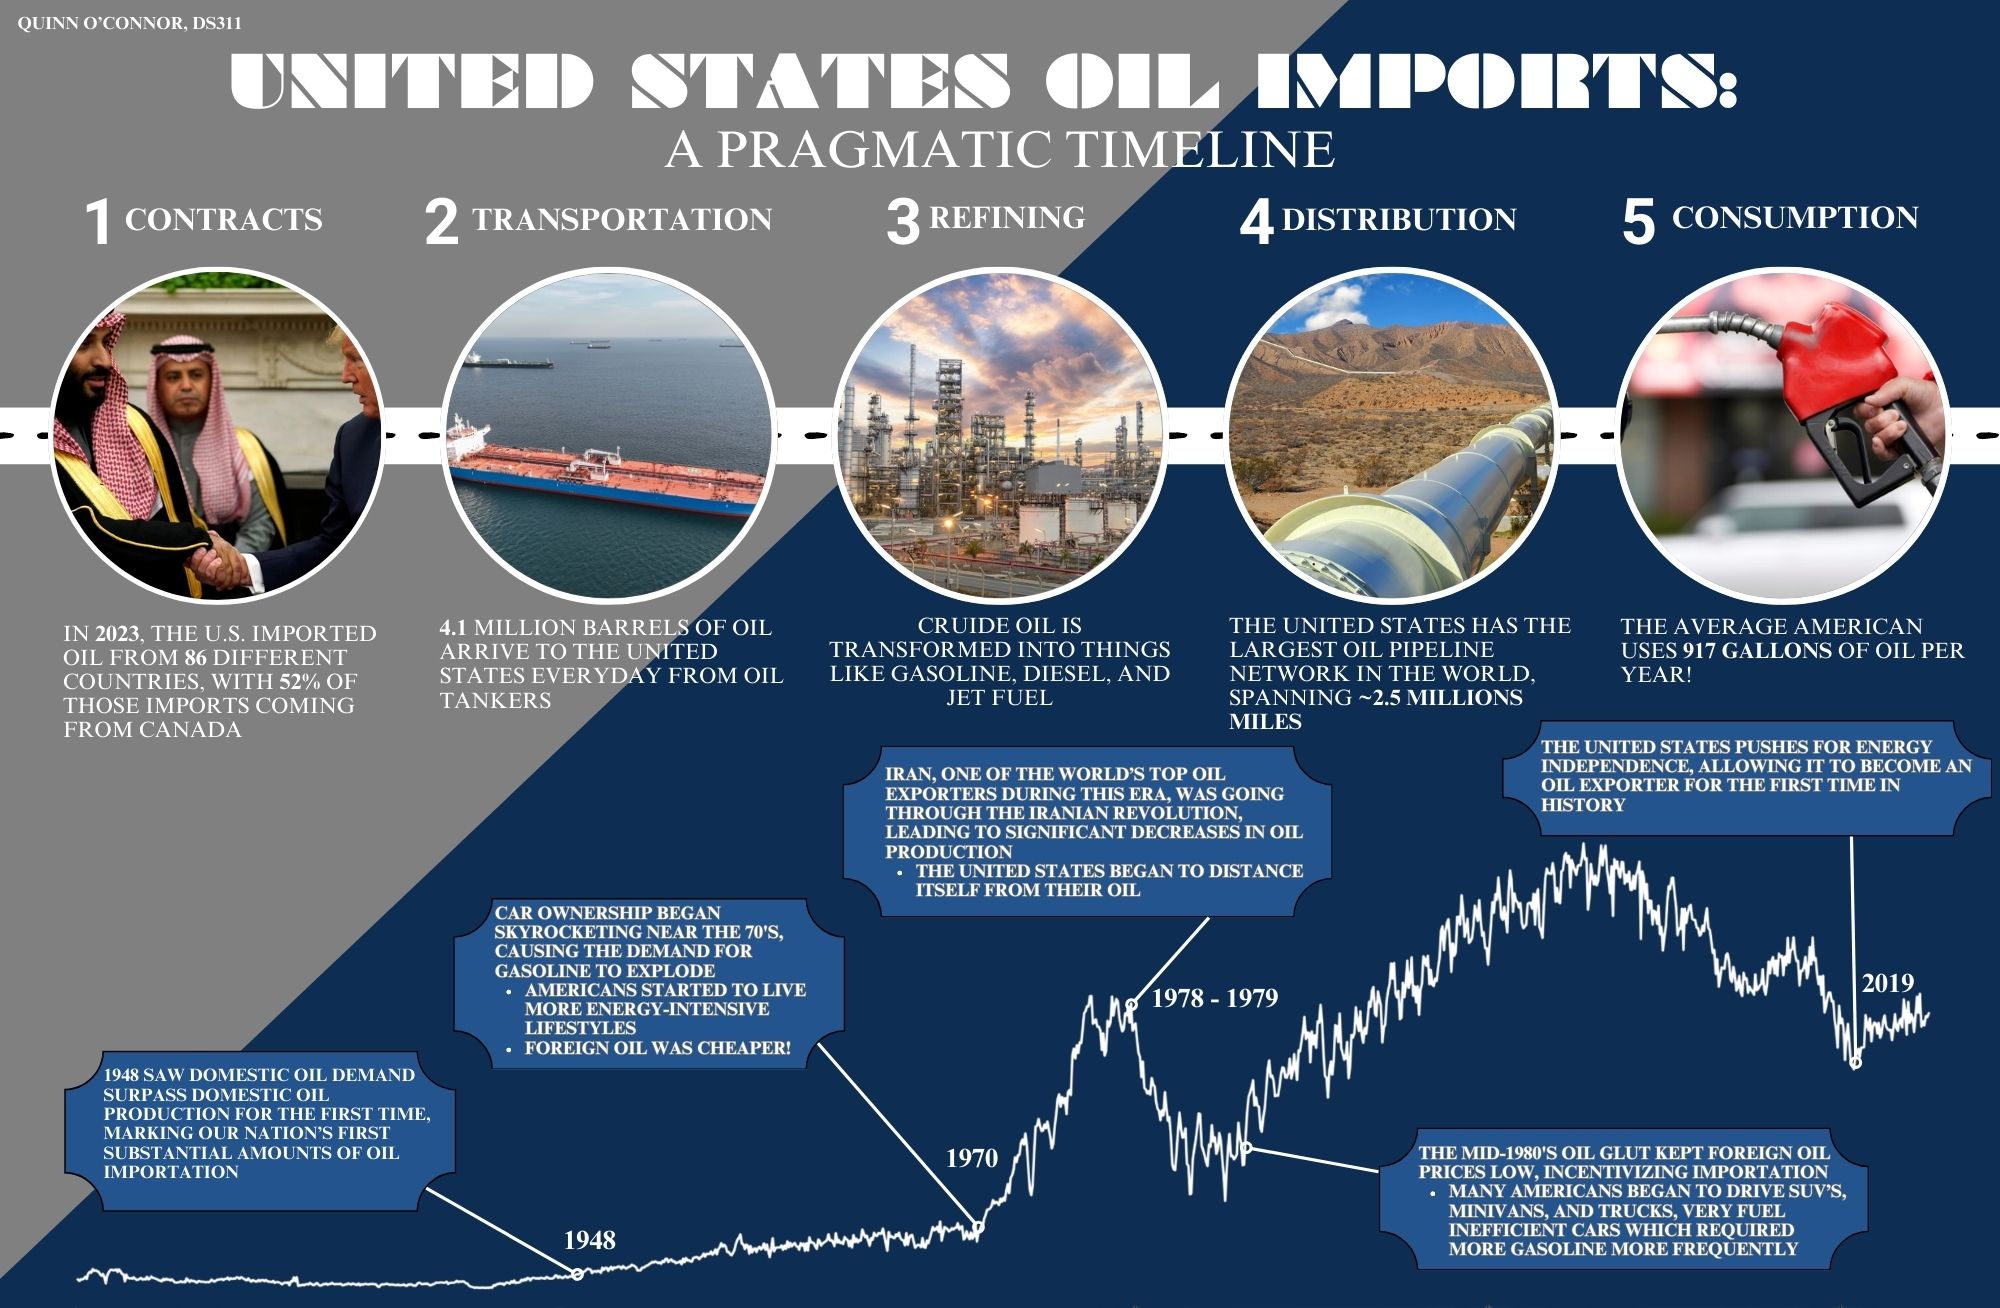 QUINN O'CONNOR, DS311
UNITED STATES OIL IMPORTS:
A PRAGMATIC TIMELINE
1 CONTRACTS
2 TRANSPORTATION
3 REFINING
4 DISTRIBUTION
5 CONSUMPTION
IN 2023, THE U.S. IMPORTED
OIL FROM 86 DIFFERENT
COUNTRIES, WITH 52% OF
THOSE IMPORTS COMING
FROM CANADA
4.1 MILLION BARRELS OF OIL
ARRIVE TO THE UNITED
STATES EVERYDAY FROM OIL
TANKERS
CRUIDE OIL IS
TRANSFORMED INTO THINGS
LIKE GASOLINE, DIESEL, AND
JET FUEL
THE UNITED STATES HAS THE
LARGEST OIL PIPELINE
NETWORK IN THE WORLD,
SPANNING ~2.5 MILLIONS
MILES
THE AVERAGE AMERICAN
USES 917 GALLONS OF OIL PER
YEAR!
1948 SAW DOMESTIC OIL DEMAND
SURPASS DOMESTIC OIL
PRODUCTION FOR THE FIRST TIME,
MARKING OUR NATION'S FIRST
SUBSTANTIAL AMOUNTS OF OIL
IMPORTATION
1948
CAR OWNERSHIP BEGAN
SKYROCKETING NEAR THE 70'S,
CAUSING THE DEMAND FOR
GASOLINE TO EXPLODE
• AMERICANS STARTED TO LIVE
MORE ENERGY-INTENSIVE
LIFESTYLES
• FOREIGN OIL WAS CHEAPER!
1970
IRAN, ONE OF THE WORLD'S TOP OIL
EXPORTERS DURING THIS ERA, WAS GOING
THROUGH THE IRANIAN REVOLUTION,
LEADING TO SIGNIFICANT DECREASES IN OIL
PRODUCTION
• THE UNITED STATES BEGAN TO DISTANCE
ITSELF FROM THEIR OIL
1978 - 1979
THE MID-1980'S OIL GLUT KEPT FOREIGN OIL
PRICES LOW, INCENTIVIZING IMPORTATION
• MANY AMERICANS BEGAN TO DRIVE SUV'S,
MINIVANS, AND TRUCKS, VERY FUEL
INEFFICIENT CARS WHICH REQUIRED
MORE GASOLINE MORE FREQUENTLY
THE UNITED STATES PUSHES FOR ENERGY
INDEPENDENCE, ALLOWING IT TO BECOME AN
OIL EXPORTER FOR THE FIRST TIME IN
HISTORY
2019